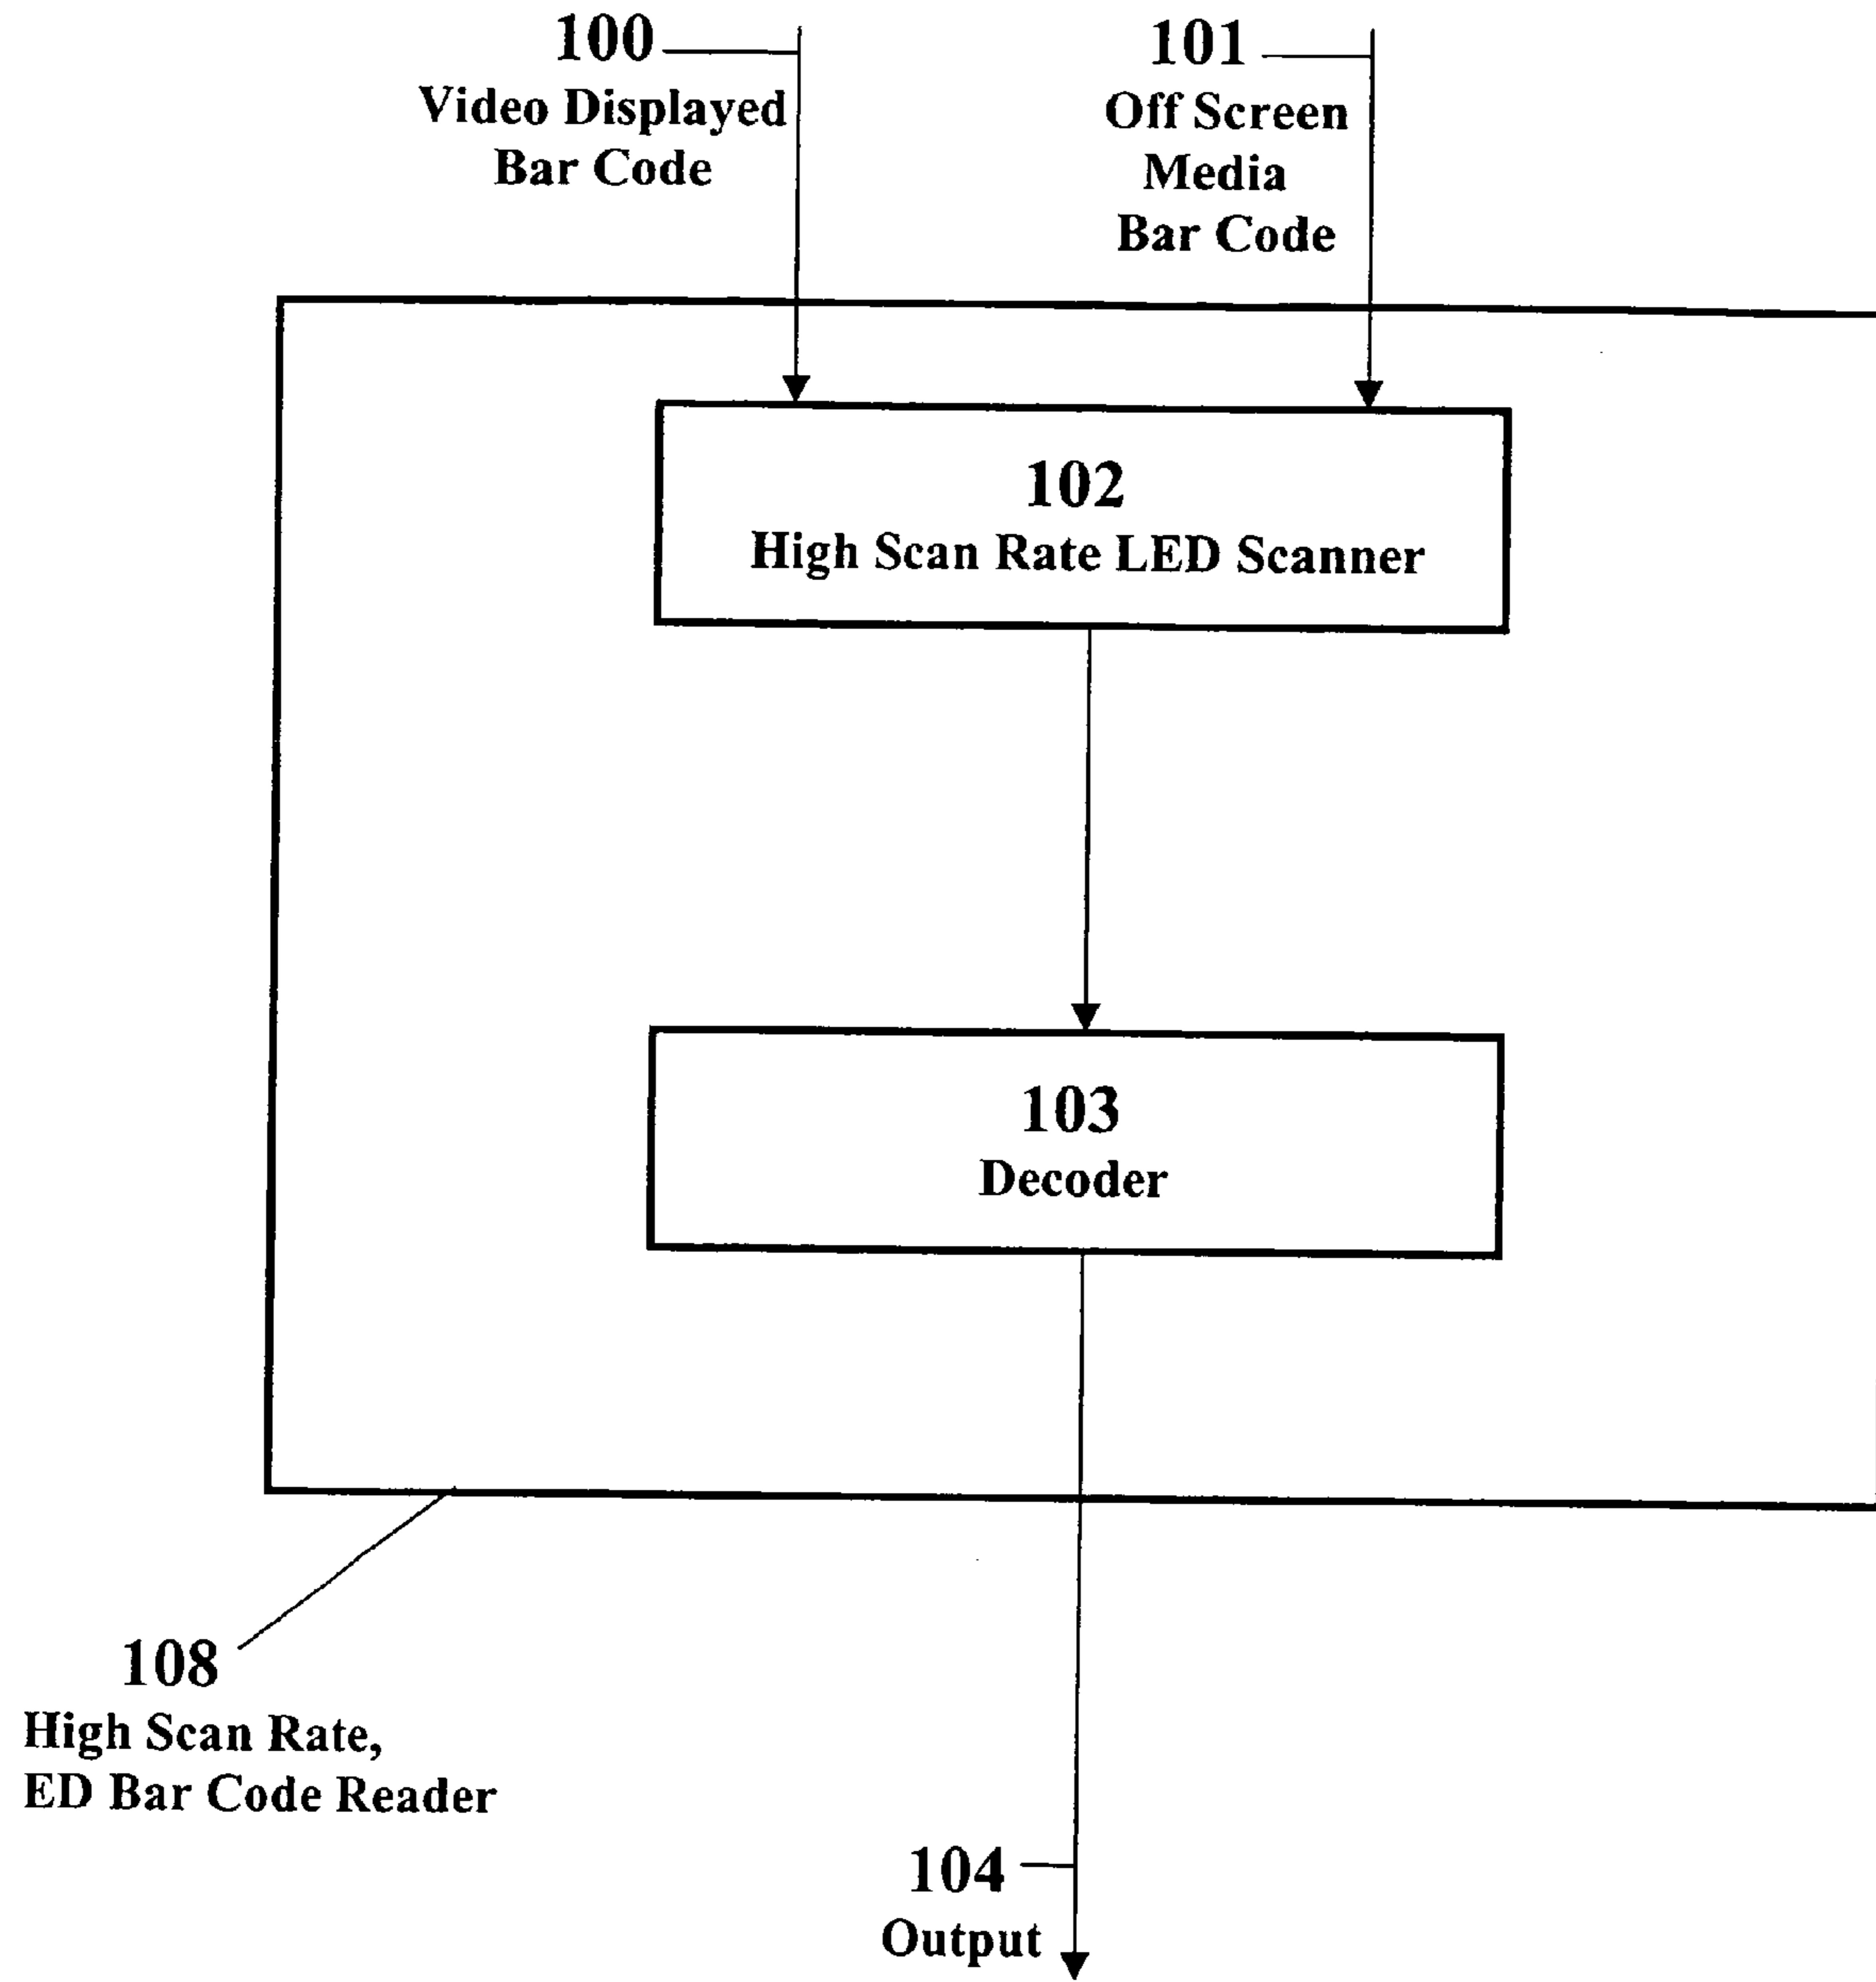 100
Video Displayed
Bar Code
101
Off Screen
Media
Bar Code
102
High Scan Rate LED Scanner
103
Decoder
108
High Scan Rate,
ED Bar Code Reader
104
Output